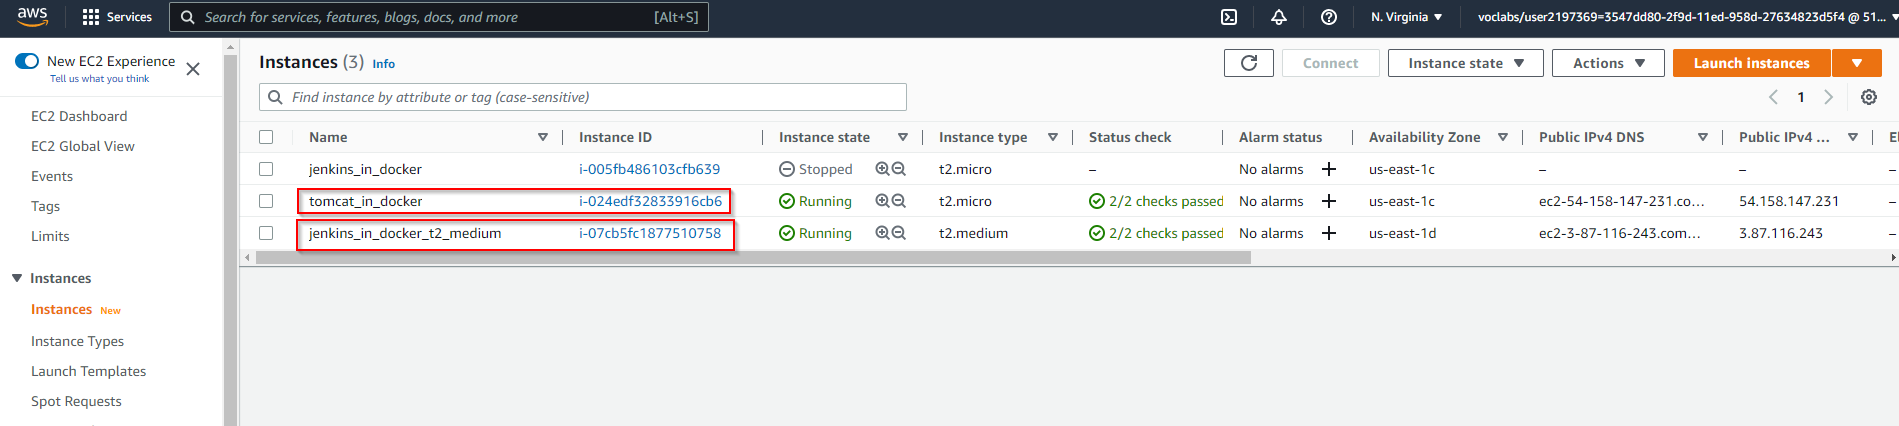 aws Services Search for services, features, blogs, docs, and more [Alt+S] N. Virginia voclabs/user2197369=3547dd80-2f9d-11ed-958d-27634823d5f4 @ 51...
New EC2 Experience
Tell us what you think
EC2 Dashboard
EC2 Global View
Events
Tags
Limits
Instances
Instances New
Instance Types
Launch Templates
Spot Requests
Instances (3) Info Connect Instance state Actions Launch instances
Find instance by attribute or tag (case-sensitive) 1
Name Instance ID Instance state Instance type Status check Alarm status Availability Zone Public IPv4 DNS Public IPv4 ... El
jenkins_in_docker i-005fb486103cfb639 Stopped t2.micro – No alarms + us-east-1c – – –
tomcat_in_docker i-024edf32833916cb6 Running t2.micro 2/2 checks passed No alarms + us-east-1c ec2-54-158-147-231.co... 54.158.147.231 –
jenkins_in_docker_t2_medium i-07cb5fc1877510758 Running t2.medium 2/2 checks passed No alarms + us-east-1d ec2-3-87-116-243.com... 3.87.116.243 –